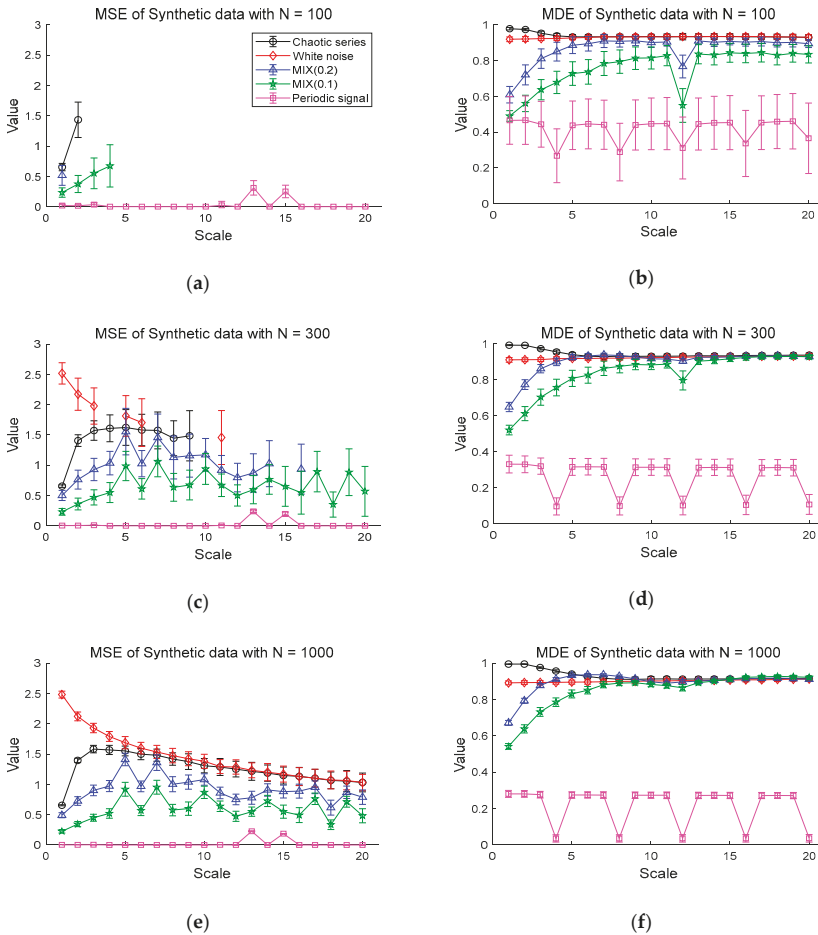 MSE of Synthetic data with N = 100
3
2.5
2
1.5
1
0.5
0
Value
0 5 10 15 20
Scale
Chaotic series
White noise
MIX(0.2)
MIX(0.1)
Periodic signal
(a)
MDE of Synthetic data with N = 100
1
0.8
0.6
0.4
0.2
0
Value
0 5 10 15 20
Scale
(b)
MSE of Synthetic data with N = 300
3
2.5
2
1.5
1
0.5
0
Value
0 5 10 15 20
Scale
(c)
MDE of Synthetic data with N = 300
1
0.8
0.6
0.4
0.2
0
Value
0 5 10 15 20
Scale
(d)
MSE of Synthetic data with N = 1000
3
2.5
2
1.5
1
0.5
0
Value
0 5 10 15 20
Scale
(e)
MDE of Synthetic data with N = 1000
1
0.8
0.6
0.4
0.2
0
Value
0 5 10 15 20
Scale
(f)